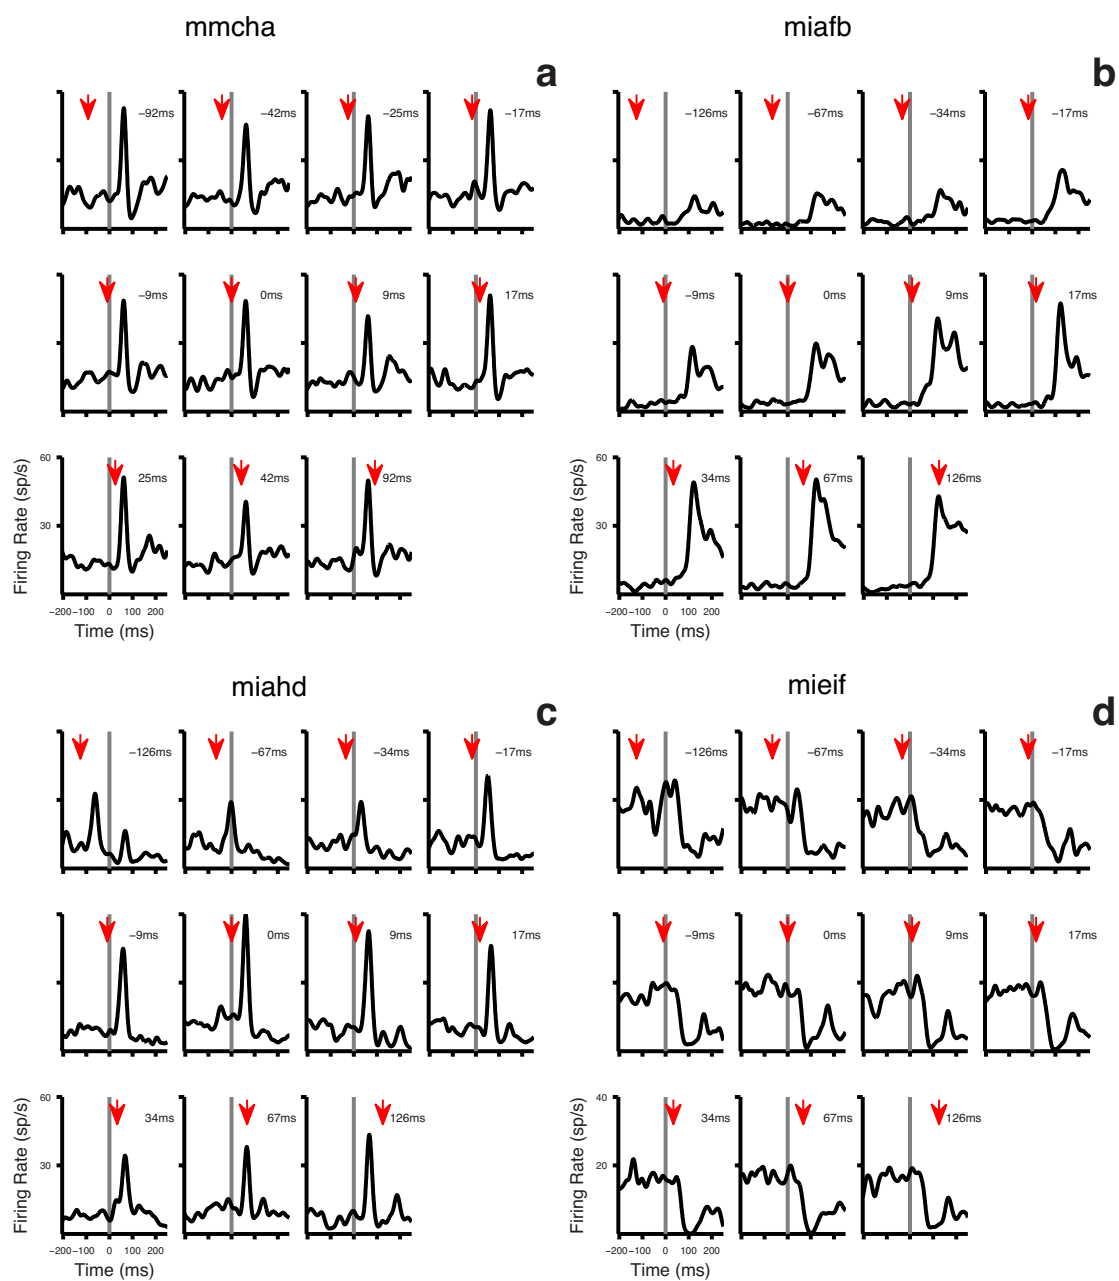 mmcha
a
−92ms −42ms −25ms −17ms
−9ms 0ms 9ms 17ms
60
30
Firing Rate (sp/s)
25ms 42ms 92ms
−200 −100 0 100 200
Time (ms)
miafb
b
−126ms −67ms −34ms −17ms
−9ms 0ms 9ms 17ms
60
30
Firing Rate (sp/s)
34ms 67ms 126ms
−200 −100 0 100 200
Time (ms)
miahd
c
−126ms −67ms −34ms −17ms
−9ms 0ms 9ms 17ms
60
30
Firing Rate (sp/s)
34ms 67ms 126ms
−200 −100 0 100 200
Time (ms)
mieif
d
−126ms −67ms −34ms −17ms
−9ms 0ms 9ms 17ms
40
20
Firing Rate (sp/s)
34ms 67ms 126ms
−200 −100 0 100 200
Time (ms)